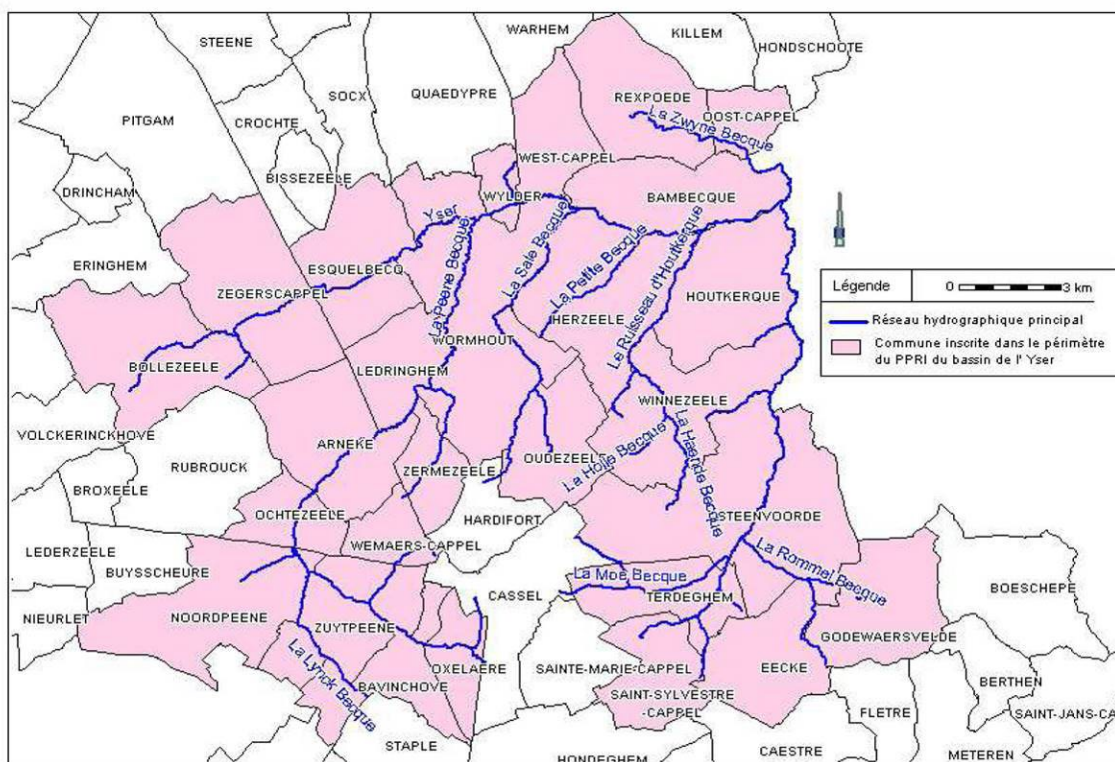 WARHEM
KILLEM
STEENE
HONDSCHOOTE
SOCX
QUAEDYPRE
REXPOEDE
OOST-CAPPEL
PITGAM
CROCHTE
La Zwyne Becque
WEST-CAPPEL
BISSEZEELE
DRINCHAM
WYLDER
BAMBECQUE
Yser
ERINGHEM
ESQUELBECQ
La Peene Becque
La Sale Becque
La Petite Becque
Le Ruisseau d'Houtkerque
HOUTKERQUE
ZEGERSCAPPEL
HERZEELE
WORMHOUT
BOLLEZEELE
LEDRINGHEM
WINNEZEELE
VOLCKERINCKHOVE
ARNEKE
RUBROUCK
ZERMEZEELE
OUDEZEELE
La Holle Becque
La Haende Becque
BROXEELE
OCHTEZEELE
HARDIFORT
STEENVOORDE
LEDERZEELE
WEMAERS-CAPPEL
BUYSSCHEURE
La Rommel Becque
La Moe Becque
CASSEL
TERDEGHEM
BOESCHEPE
NIEURLET
NOORDPEENE
ZUYTPEENE
GODEWAERSVELDE
La Lynck Becque
OXELAERE
SAINTE-MARIE-CAPPEL
EECKE
BAVINCHOVE
SAINT-SYLVESTRE
-CAPPEL
BERTHEN
FLETRE
SAINT-JANS-CA
STAPLE
HONDEGHEM
CAESTRE
METEREN
Légende
0 3 km
Réseau hydrographique principal
Commune inscrite dans le périmètre
du PPRI du bassin de l' Yser